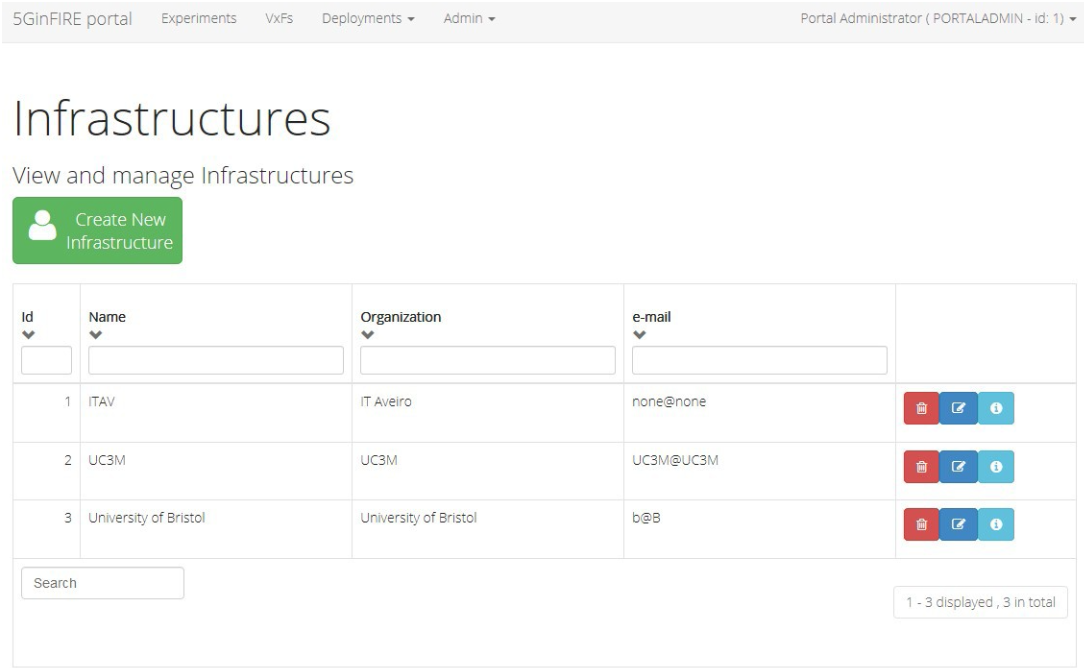 5GinFIRE portal Experiments VxFs Deployments Admin Portal Administrator ( PORTALADMIN - id: 1)
Infrastructures
View and manage Infrastructures
Create New
Infrastructure
Id Name Organization e-mail
1 ITAV IT Aveiro none@none
2 UC3M UC3M UC3M@UC3M
3 University of Bristol University of Bristol b@B
Search
1 - 3 displayed , 3 in total